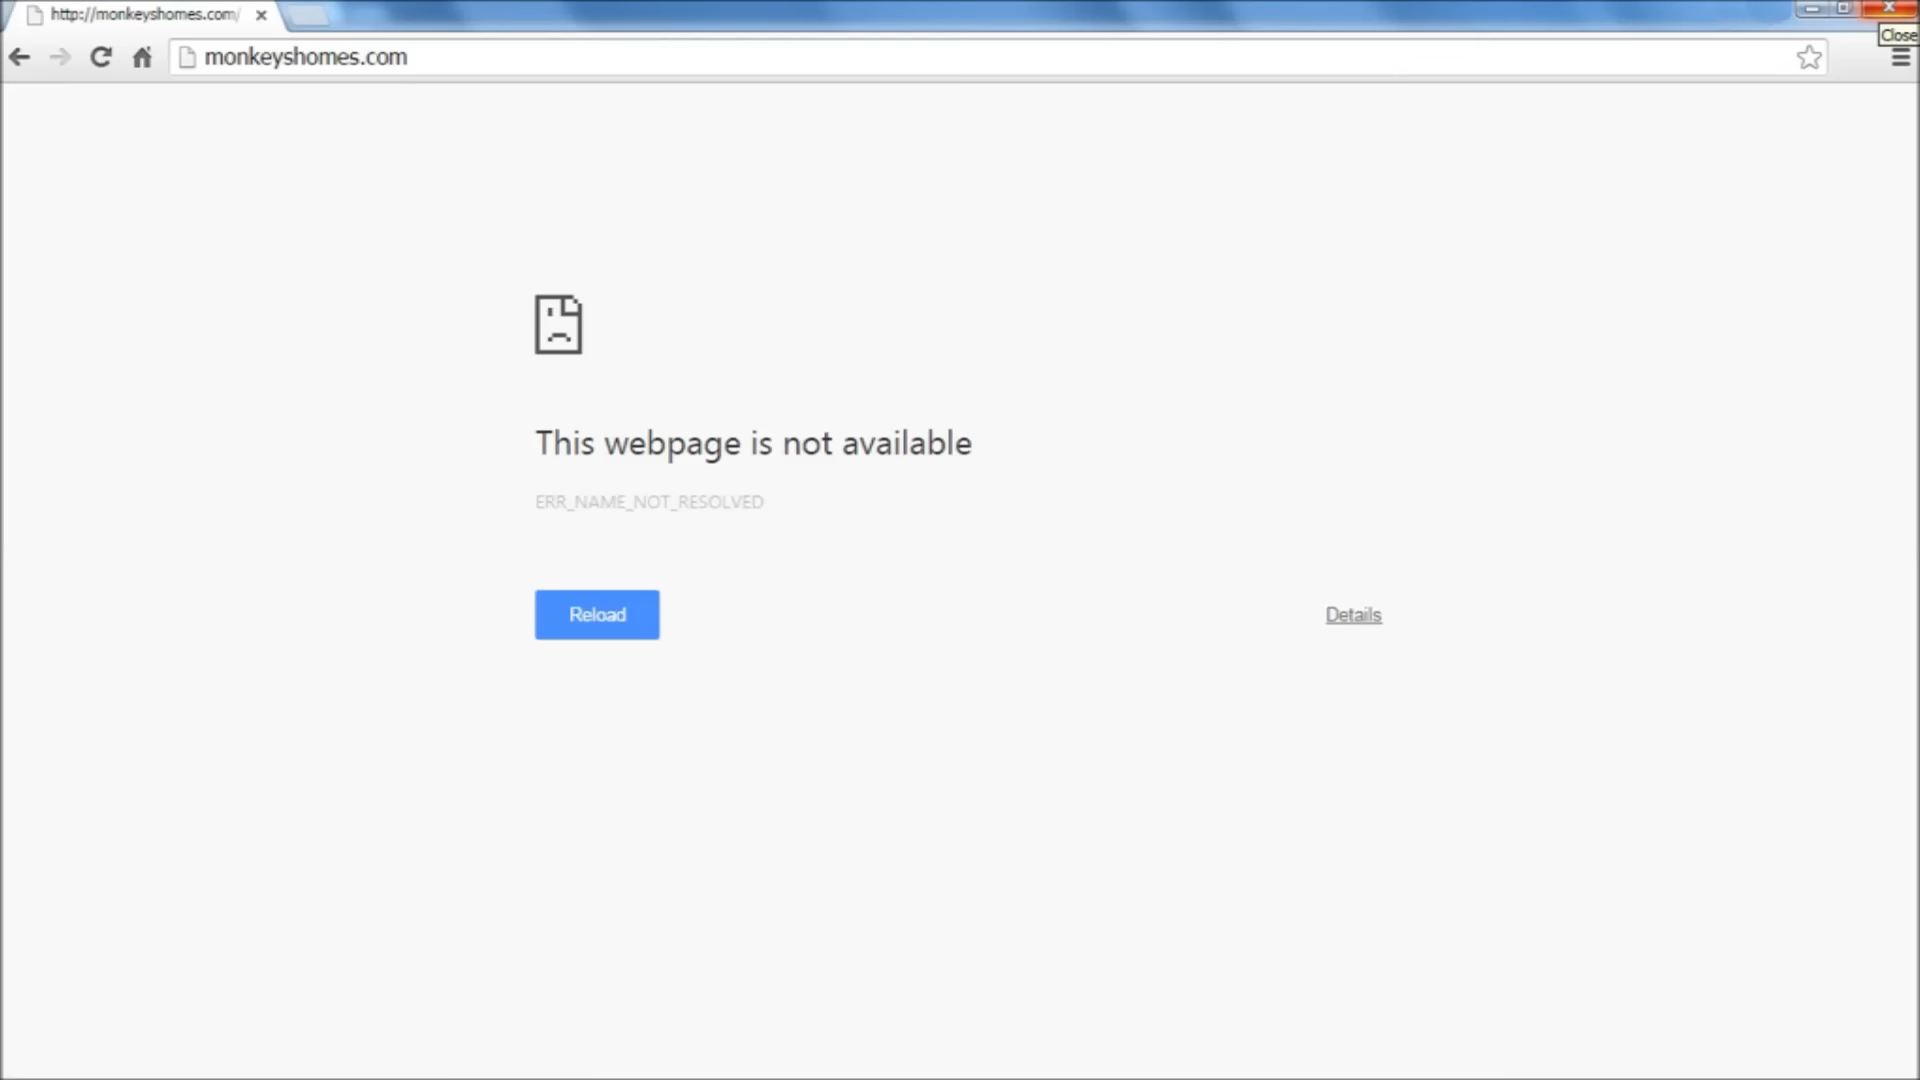 http://monkeyshomes.com/
Close
monkeyshomes.com
This webpage is not available
ERR_NAME_NOT_RESOLVED
Reload
Details